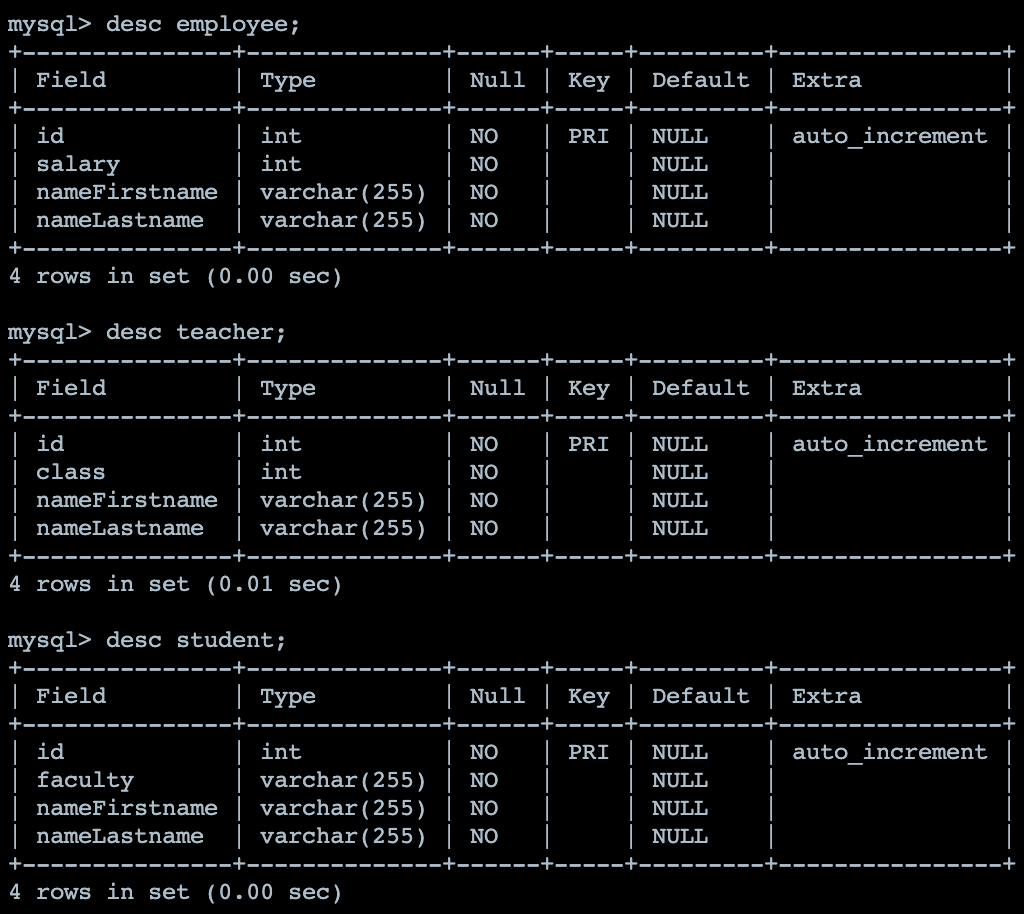 mysql> desc employee;
+---------------+--------------+------+-----+---------+----------------+
| Field         | Type         | Null | Key | Default | Extra          |
+---------------+--------------+------+-----+---------+----------------+
| id            | int          | NO   | PRI | NULL    | auto_increment |
| salary        | int          | NO   |     | NULL    |                |
| nameFirstname | varchar(255) | NO   |     | NULL    |                |
| nameLastname  | varchar(255) | NO   |     | NULL    |                |
+---------------+--------------+------+-----+---------+----------------+
4 rows in set (0.00 sec)

mysql> desc teacher;
+---------------+--------------+------+-----+---------+----------------+
| Field         | Type         | Null | Key | Default | Extra          |
+---------------+--------------+------+-----+---------+----------------+
| id            | int          | NO   | PRI | NULL    | auto_increment |
| class         | int          | NO   |     | NULL    |                |
| nameFirstname | varchar(255) | NO   |     | NULL    |                |
| nameLastname  | varchar(255) | NO   |     | NULL    |                |
+---------------+--------------+------+-----+---------+----------------+
4 rows in set (0.01 sec)

mysql> desc student;
+---------------+--------------+------+-----+---------+----------------+
| Field         | Type         | Null | Key | Default | Extra          |
+---------------+--------------+------+-----+---------+----------------+
| id            | int          | NO   | PRI | NULL    | auto_increment |
| faculty       | varchar(255) | NO   |     | NULL    |                |
| nameFirstname | varchar(255) | NO   |     | NULL    |                |
| nameLastname  | varchar(255) | NO   |     | NULL    |                |
+---------------+--------------+------+-----+---------+----------------+
4 rows in set (0.00 sec)